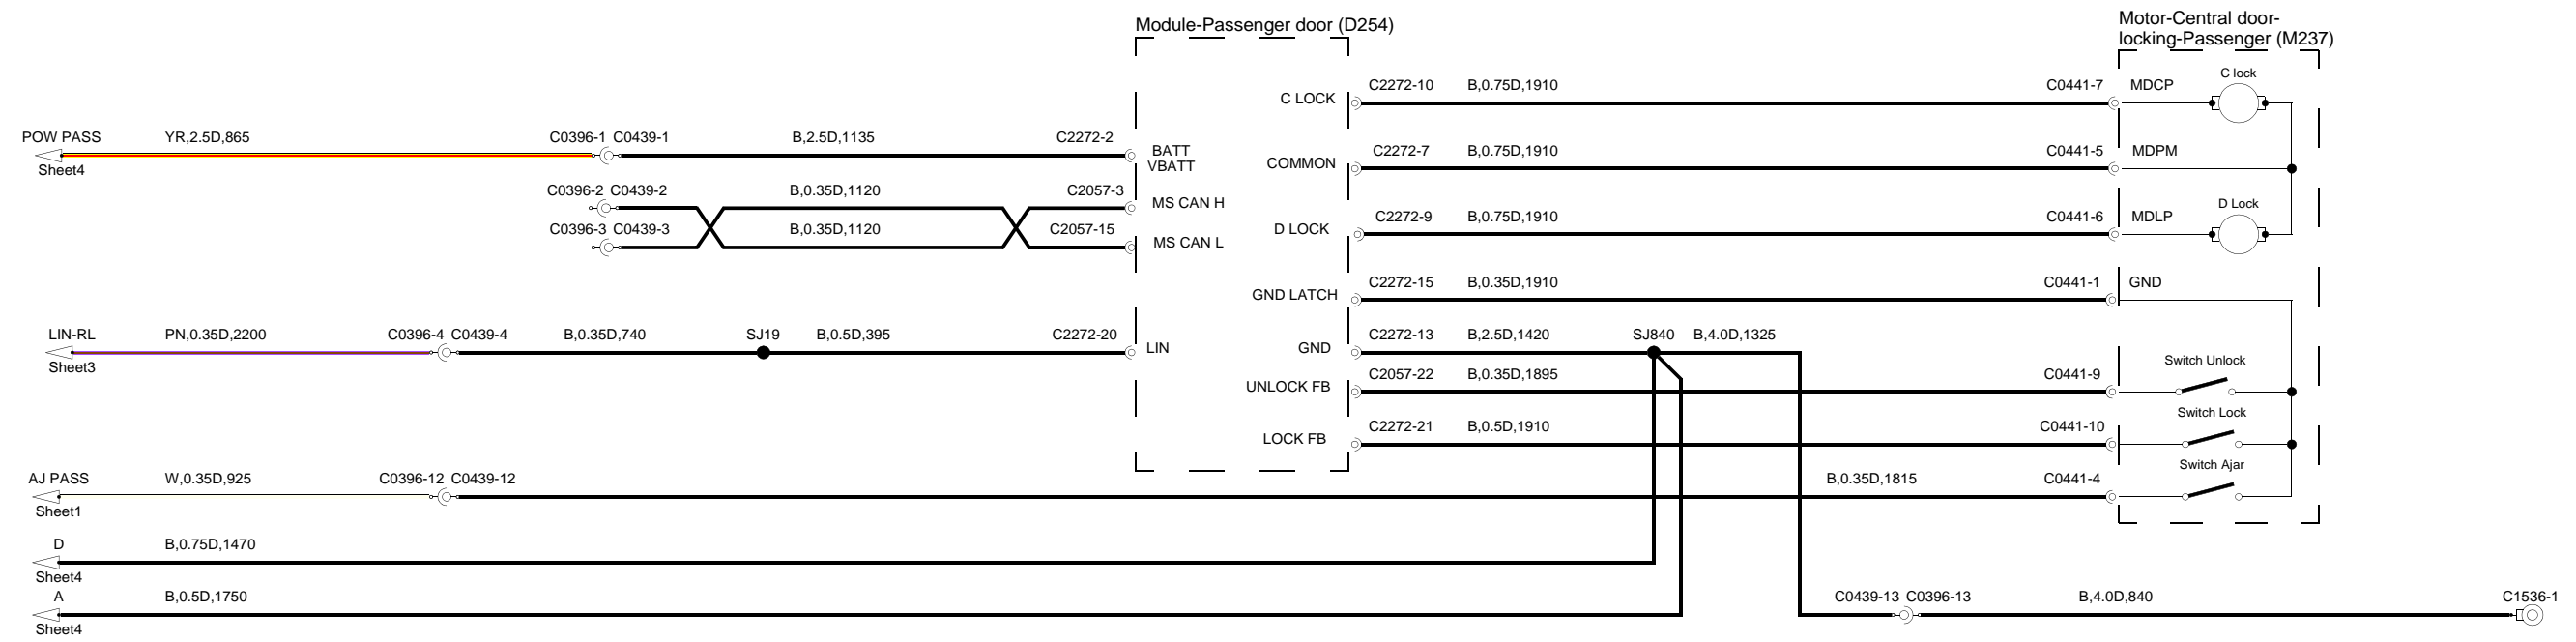 Module-Passenger door (D254)
Motor-Central door-
locking-Passenger (M237)
C LOCK
C2272-10
B,0.75D,1910
C0441-7
MDCP
C lock
POW PASS
Sheet4
YR,2.5D,865
C0396-1
C0439-1
B,2.5D,1135
C2272-2
BATT
VBATT
COMMON
C2272-7
B,0.75D,1910
C0441-5
MDPM
C0396-2
C0439-2
B,0.35D,1120
C2057-3
MS CAN H
C0396-3
C0439-3
B,0.35D,1120
C2057-15
MS CAN L
D LOCK
C2272-9
B,0.75D,1910
C0441-6
MDLP
D Lock
GND LATCH
C2272-15
B,0.35D,1910
C0441-1
GND
LIN-RL
Sheet3
PN,0.35D,2200
C0396-4
C0439-4
B,0.35D,740
SJ19
B,0.5D,395
C2272-20
LIN
GND
C2272-13
B,2.5D,1420
SJ840
B,4.0D,1325
UNLOCK FB
C2057-22
B,0.35D,1895
C0441-9
Switch Unlock
LOCK FB
C2272-21
B,0.5D,1910
C0441-10
Switch Lock
AJ PASS
Sheet1
W,0.35D,925
C0396-12
C0439-12
B,0.35D,1815
C0441-4
Switch Ajar
D
Sheet4
B,0.75D,1470
A
Sheet4
B,0.5D,1750
C0439-13
C0396-13
B,4.0D,840
C1536-1